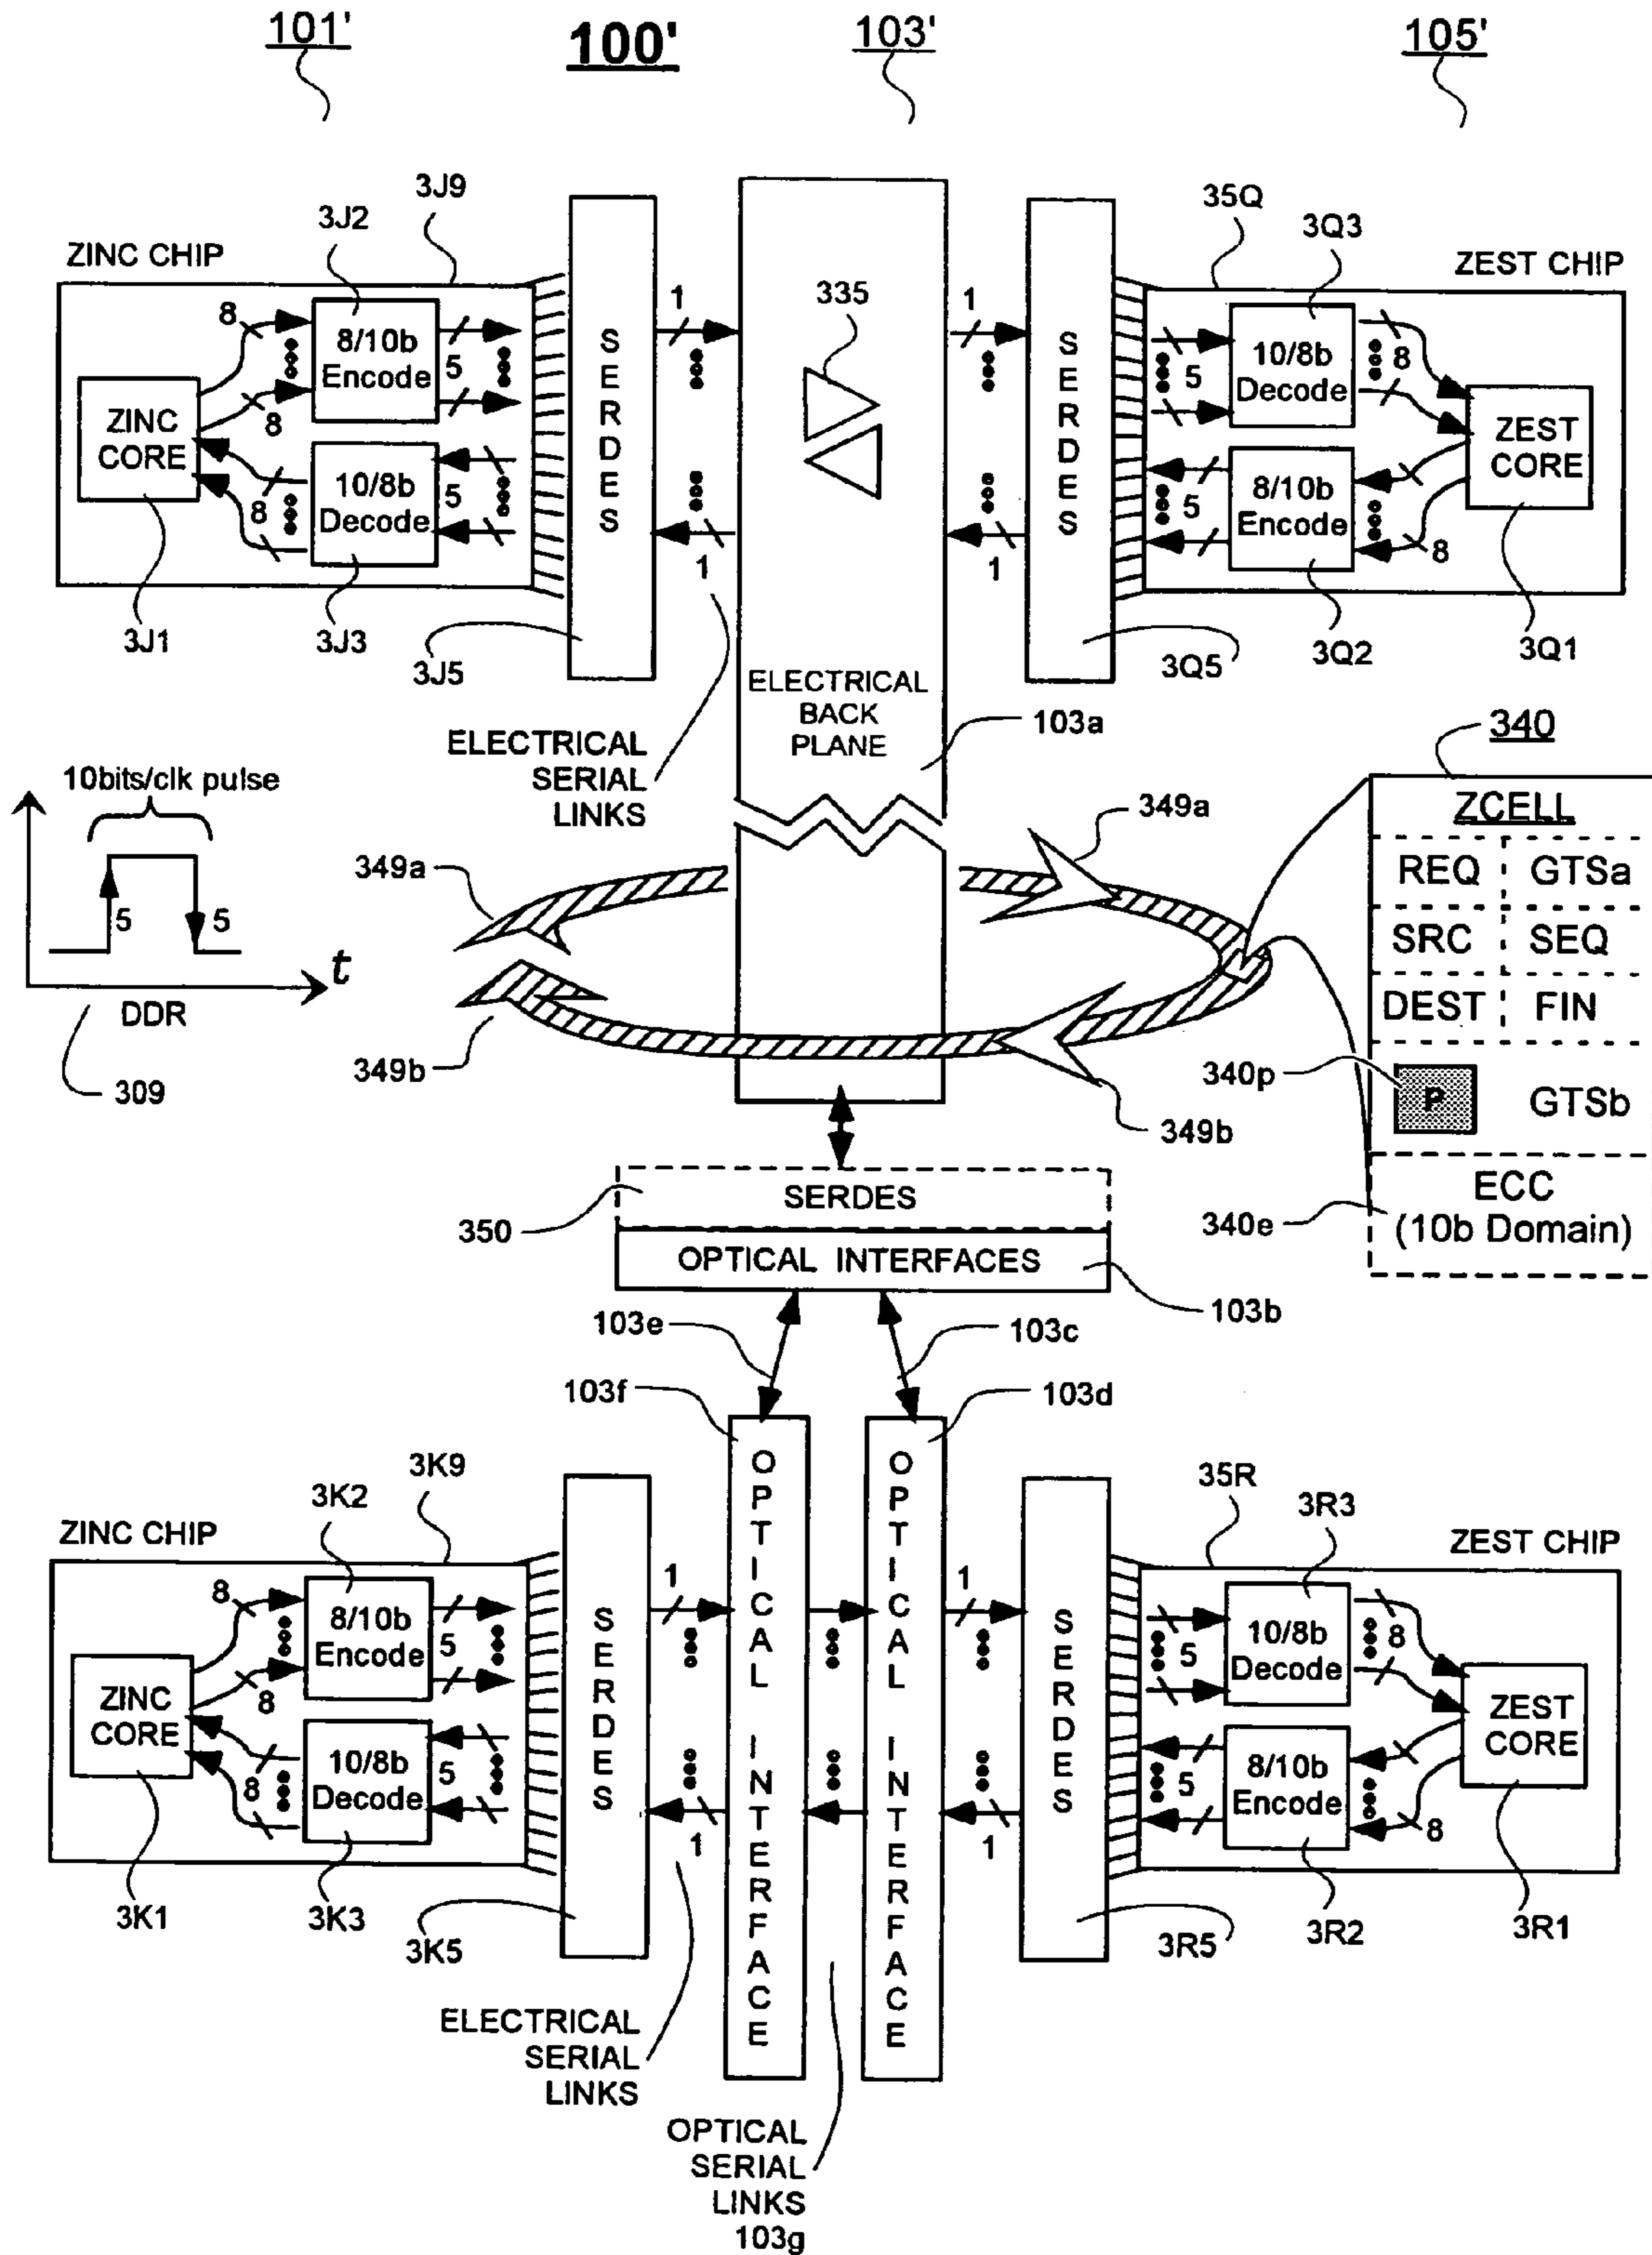 101'
100'
103'
105'
3J9
3J2
ZINC CHIP
35Q
3Q3
ZEST CHIP
8
8/10b
Encode
5
8
ZINC
CORE
10/8b
Decode
5
8
3J1
3J3
3J5
SERDES
1
1
335
1
1
SERDES
5
10/8b
Decode
8
ZEST
CORE
5
8/10b
Encode
8
3Q5
3Q2
3Q1
ELECTRICAL
BACK
PLANE
103a
ELECTRICAL
SERIAL
LINKS
10bits/clk pulse
5
5
t
DDR
309
349a
349a
349b
349b
340
ZCELL
REQ GTSa
SRC SEQ
DEST FIN
340p
P
GTSb
340e
ECC
(10b Domain)
350
SERDES
OPTICAL INTERFACES
103b
103e
103c
103f
103d
3K9
3K2
ZINC CHIP
35R
3R3
ZEST CHIP
8
8/10b
Encode
5
8
ZINC
CORE
10/8b
Decode
5
8
3K1
3K3
3K5
SERDES
1
1
OPTICAL INTERFACE
OPTICAL INTERFACE
1
1
SERDES
5
10/8b
Decode
8
ZEST
CORE
5
8/10b
Encode
8
3R5
3R2
3R1
ELECTRICAL
SERIAL
LINKS
OPTICAL
SERIAL
LINKS
103g